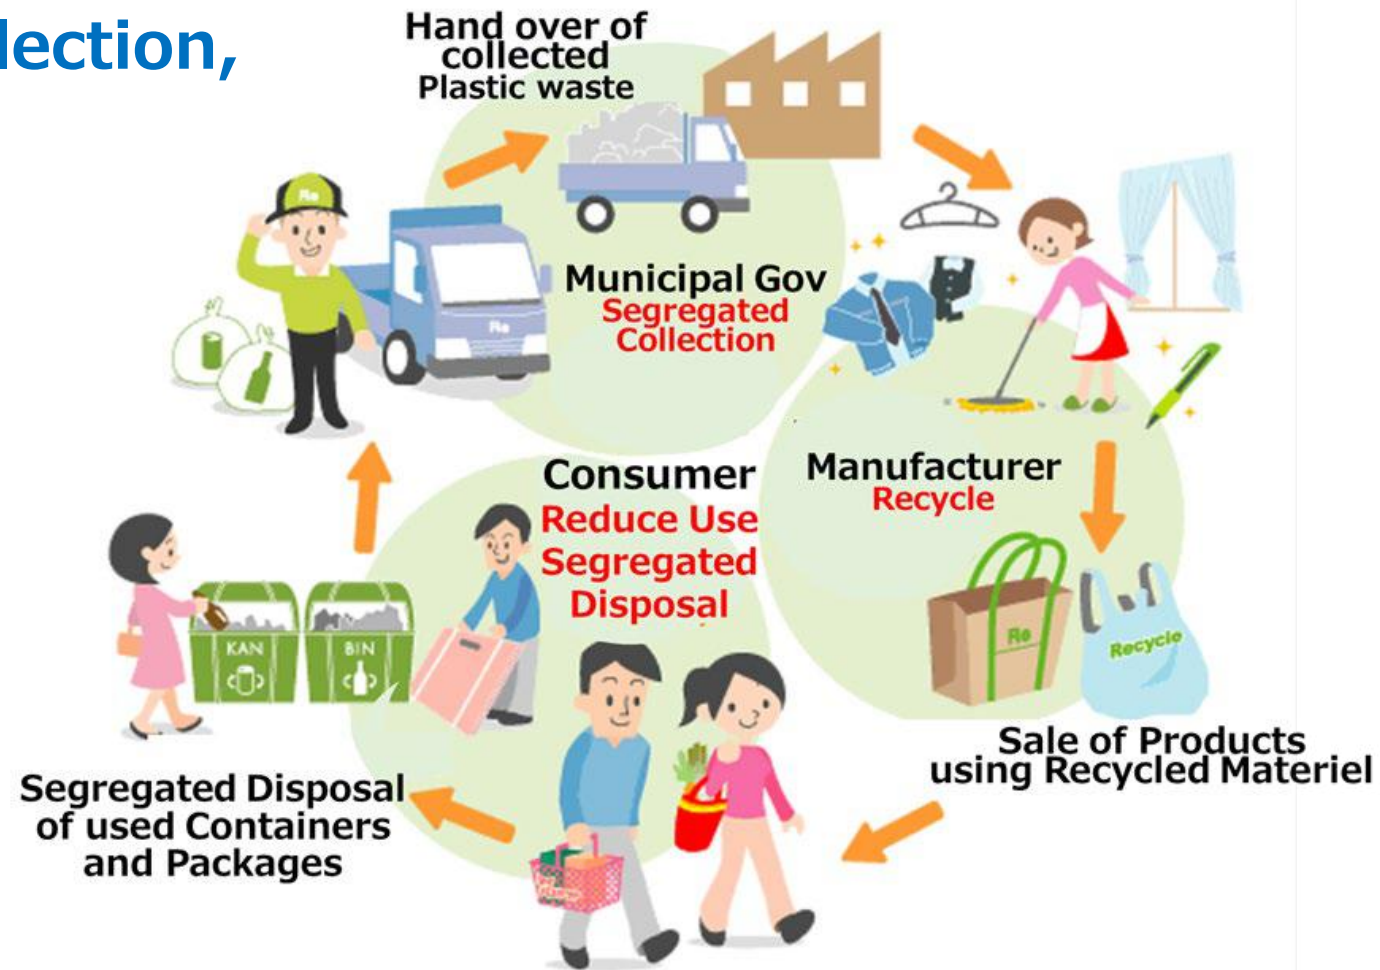 lection,
Hand over of
collected
Plastic waste
Re
Re
Municipal Gov
Segregated
Collection
Consumer
Reduce Use
Segregated
Disposal
Manufacturer
Recycle
KAN
BIN
Re
Recycle
Sale of Products
using Recycled Materiel
Segregated Disposal
of used Containers
and Packages